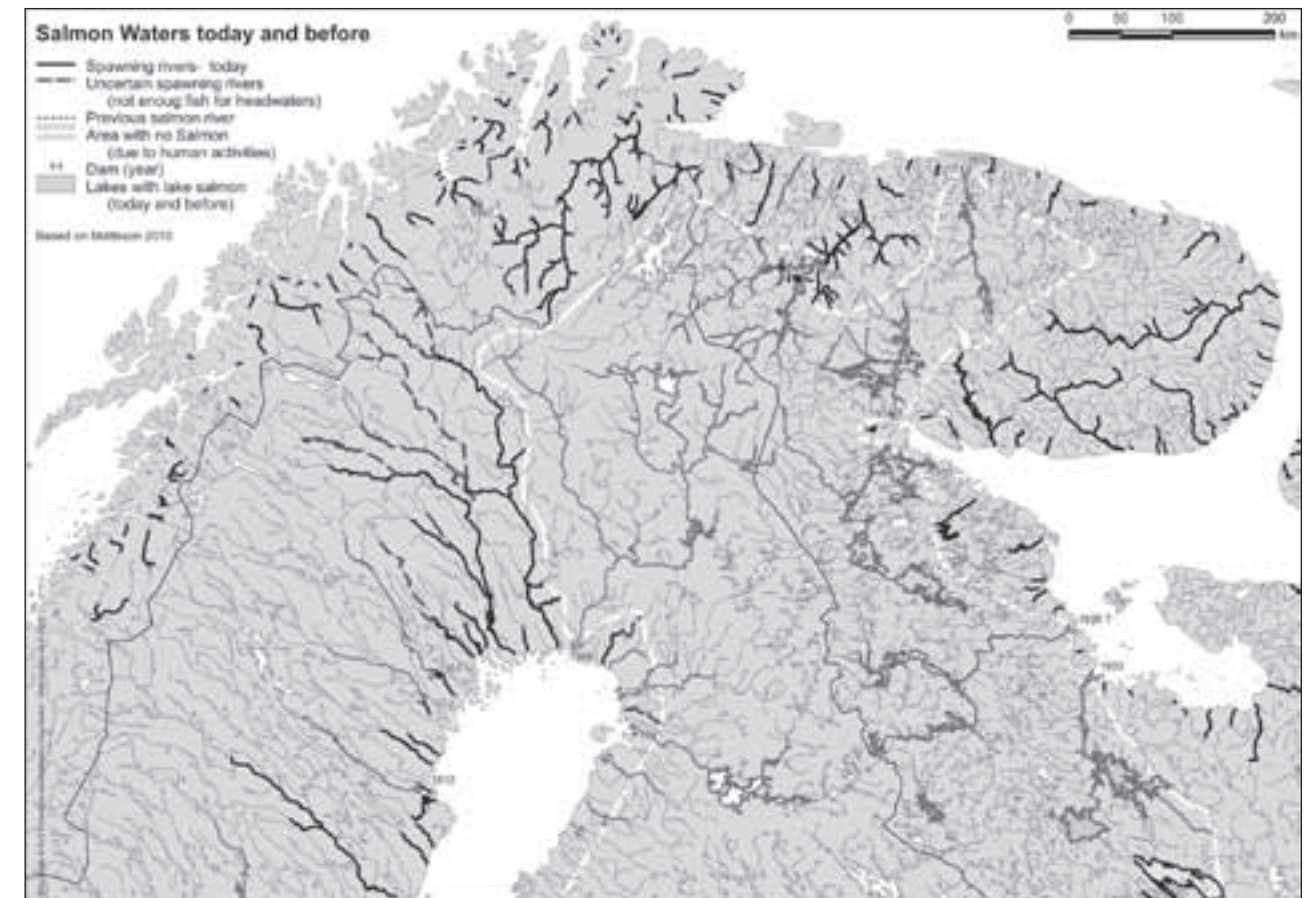 Salmon Waters today and before
0 50 100 200
km
Spawning rivers- today
Uncertain spawning rivers
(not enoug fish for headwaters)
Previous salmon river
Area with no Salmon
(due to human activities)
Dam (year)
Lakes with lake salmon
(today and before)
Based on Mattsson 2010